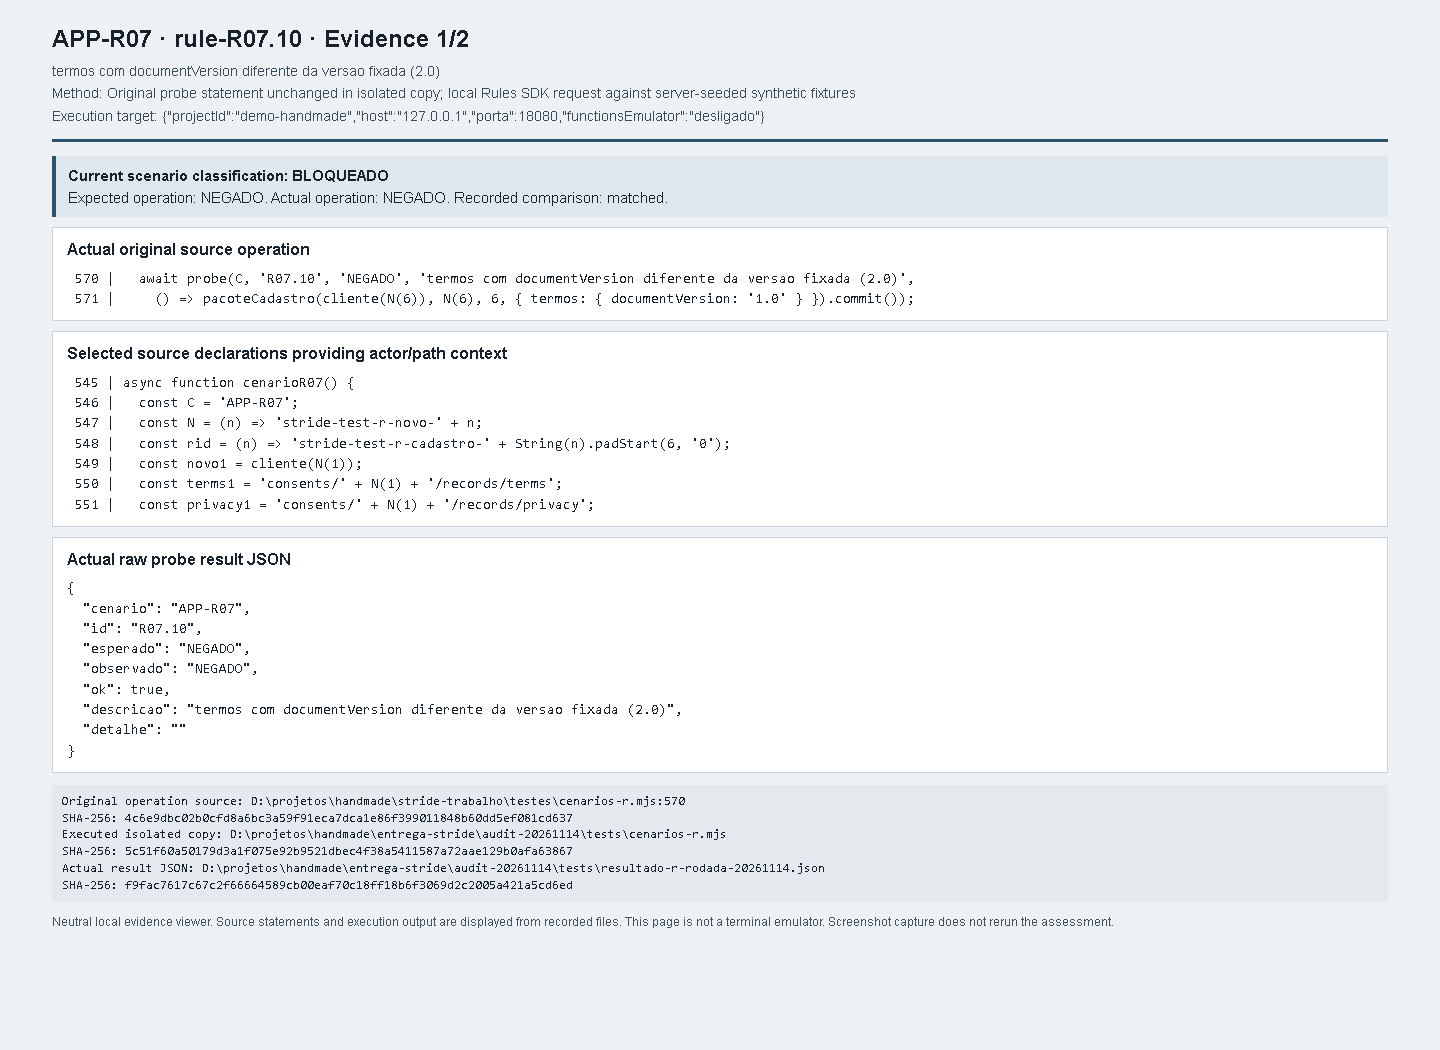 APP-R07 · rule-R07.10 · Evidence 1/2
termos com documentVersion diferente da versao fixada (2.0)
Method: Original probe statement unchanged in isolated copy; local Rules SDK request against server-seeded synthetic fixtures
Execution target: {"projectId":"demo-handmade","host":"127.0.0.1","porta":18080,"functionsEmulator":"desligado"}
Current scenario classification: BLOQUEADO
Expected operation: NEGADO. Actual operation: NEGADO. Recorded comparison: matched.
Actual original source operation
570 |   await probe(C, 'R07.10', 'NEGADO', 'termos com documentVersion diferente da versao fixada (2.0)',
571 |     () => pacoteCadastro(cliente(N(6)), N(6), 6, { termos: { documentVersion: '1.0' } }).commit());
Selected source declarations providing actor/path context
545 | async function cenarioR07() {
546 |   const C = 'APP-R07';
547 |   const N = (n) => 'stride-test-r-novo-' + n;
548 |   const rid = (n) => 'stride-test-r-cadastro-' + String(n).padStart(6, '0');
549 |   const novo1 = cliente(N(1));
550 |   const terms1 = 'consents/' + N(1) + '/records/terms';
551 |   const privacy1 = 'consents/' + N(1) + '/records/privacy';
Actual raw probe result JSON
{
  "cenario": "APP-R07",
  "id": "R07.10",
  "esperado": "NEGADO",
  "observado": "NEGADO",
  "ok": true,
  "descricao": "termos com documentVersion diferente da versao fixada (2.0)",
  "detalhe": ""
}
Original operation source: D:\projetos\handmade\stride-trabalho\testes\cenarios-r.mjs:570
SHA-256: 4c6e9dbc02b0cfd8a6bc3a59f91eca7dca1e86f399011848b60dd5ef081cd637
Executed isolated copy: D:\projetos\handmade\entrega-stride\audit-20261114\tests\cenarios-r.mjs
SHA-256: 5c51f60a50179d3a1f075e92b9521dbec4f38a5411587a72aae129b0afa63867
Actual result JSON: D:\projetos\handmade\entrega-stride\audit-20261114\tests\resultado-r-rodada-20261114.json
SHA-256: f9fac7617c67c2f66664589cb00eaf70c18ff18b6f3069d2c2005a421a5cd6ed
Neutral local evidence viewer. Source statements and execution output are displayed from recorded files. This page is not a terminal emulator. Screenshot capture does not rerun the assessment.